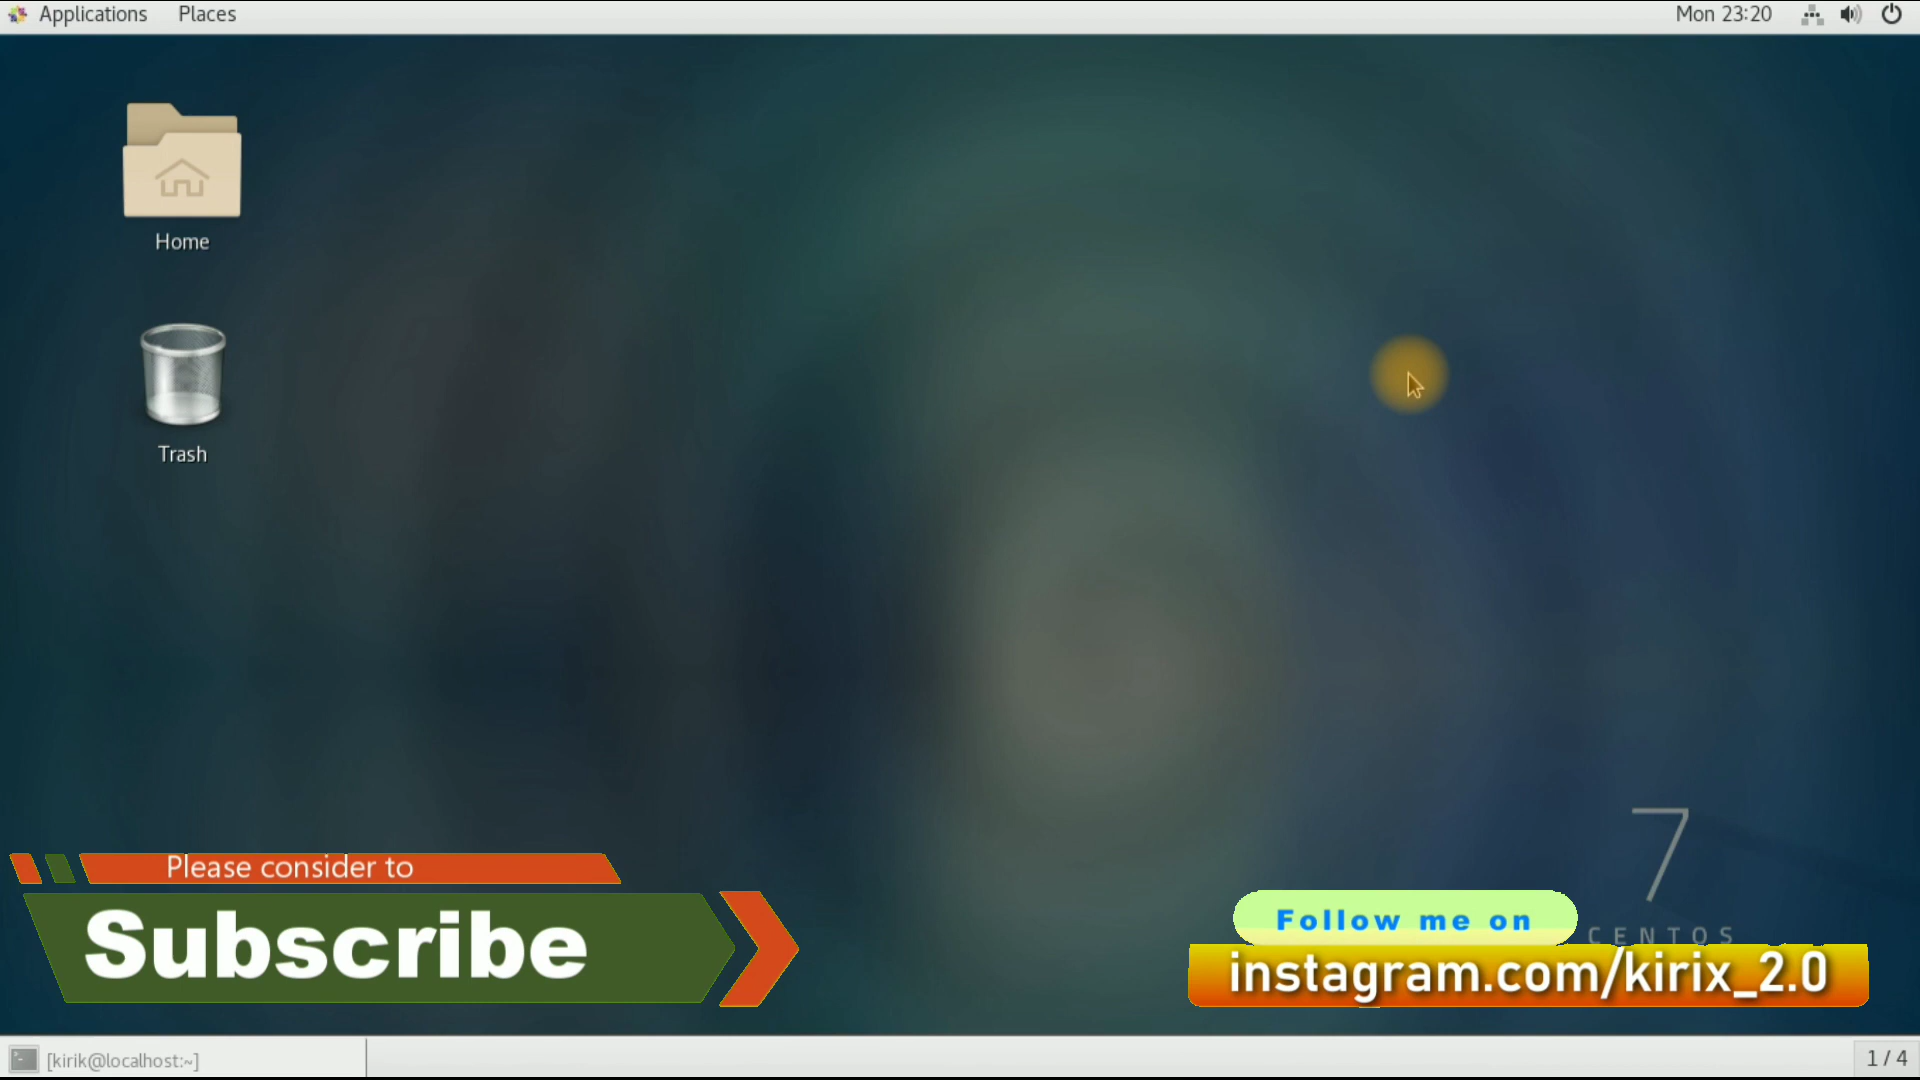 Applications Places Mon 23:20
Home
Trash
7
CENTOS
Please consider to
Subscribe
Follow me on
instagram.com/kirix_2.0
[kirik@localhost:~]
1 / 4